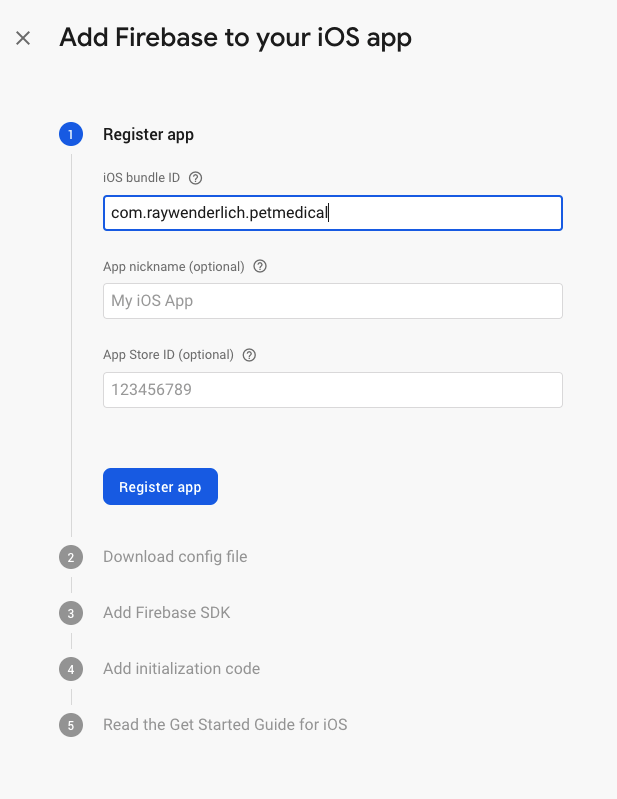 Add Firebase to your iOS app
1 Register app
iOS bundle ID
com.raywenderlich.petmedical
App nickname (optional)
My iOS App
App Store ID (optional)
123456789
Register app
2 Download config file
3 Add Firebase SDK
4 Add initialization code
5 Read the Get Started Guide for iOS